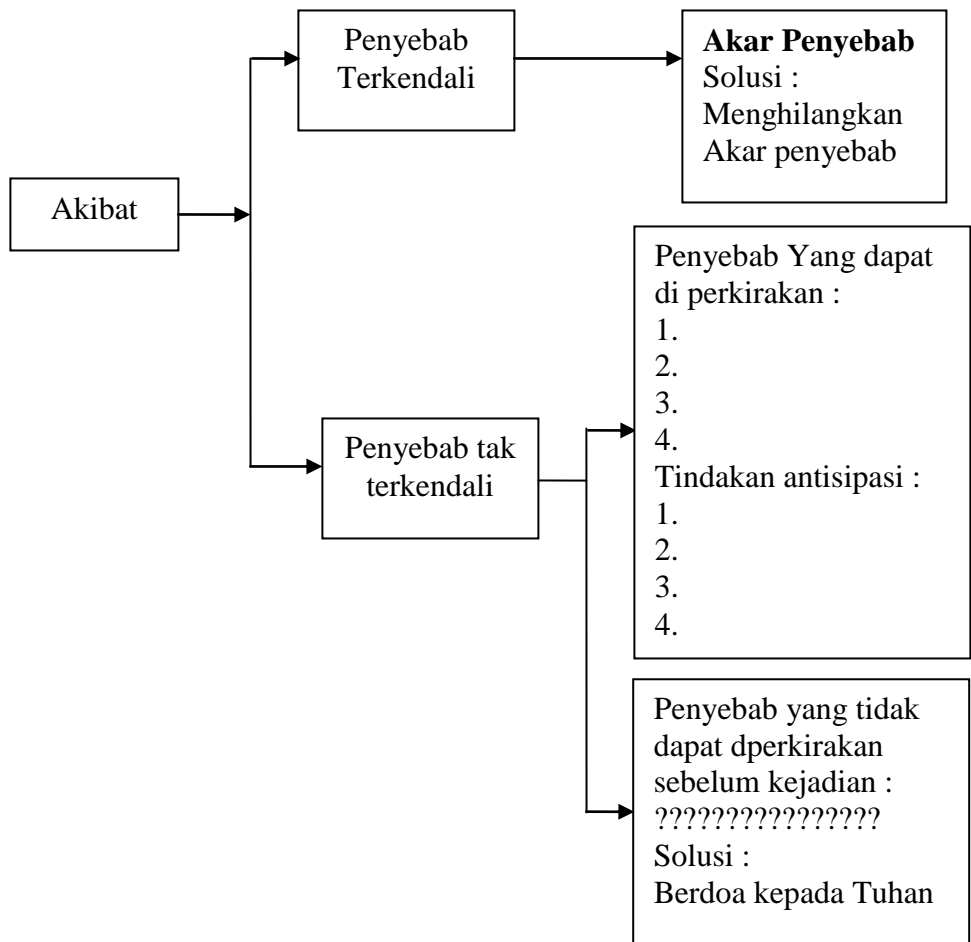 Penyebab
Terkendali
Akar Penyebab
Solusi :
Menghilangkan
Akar penyebab
Akibat
Penyebab Yang dapat
di perkirakan :
1.
2.
3.
4.
Tindakan antisipasi :
1.
2.
3.
4.
Penyebab tak
terkendali
Penyebab yang tidak
dapat dperkirakan
sebelum kejadian :
????????????????
Solusi :
Berdoa kepada Tuhan